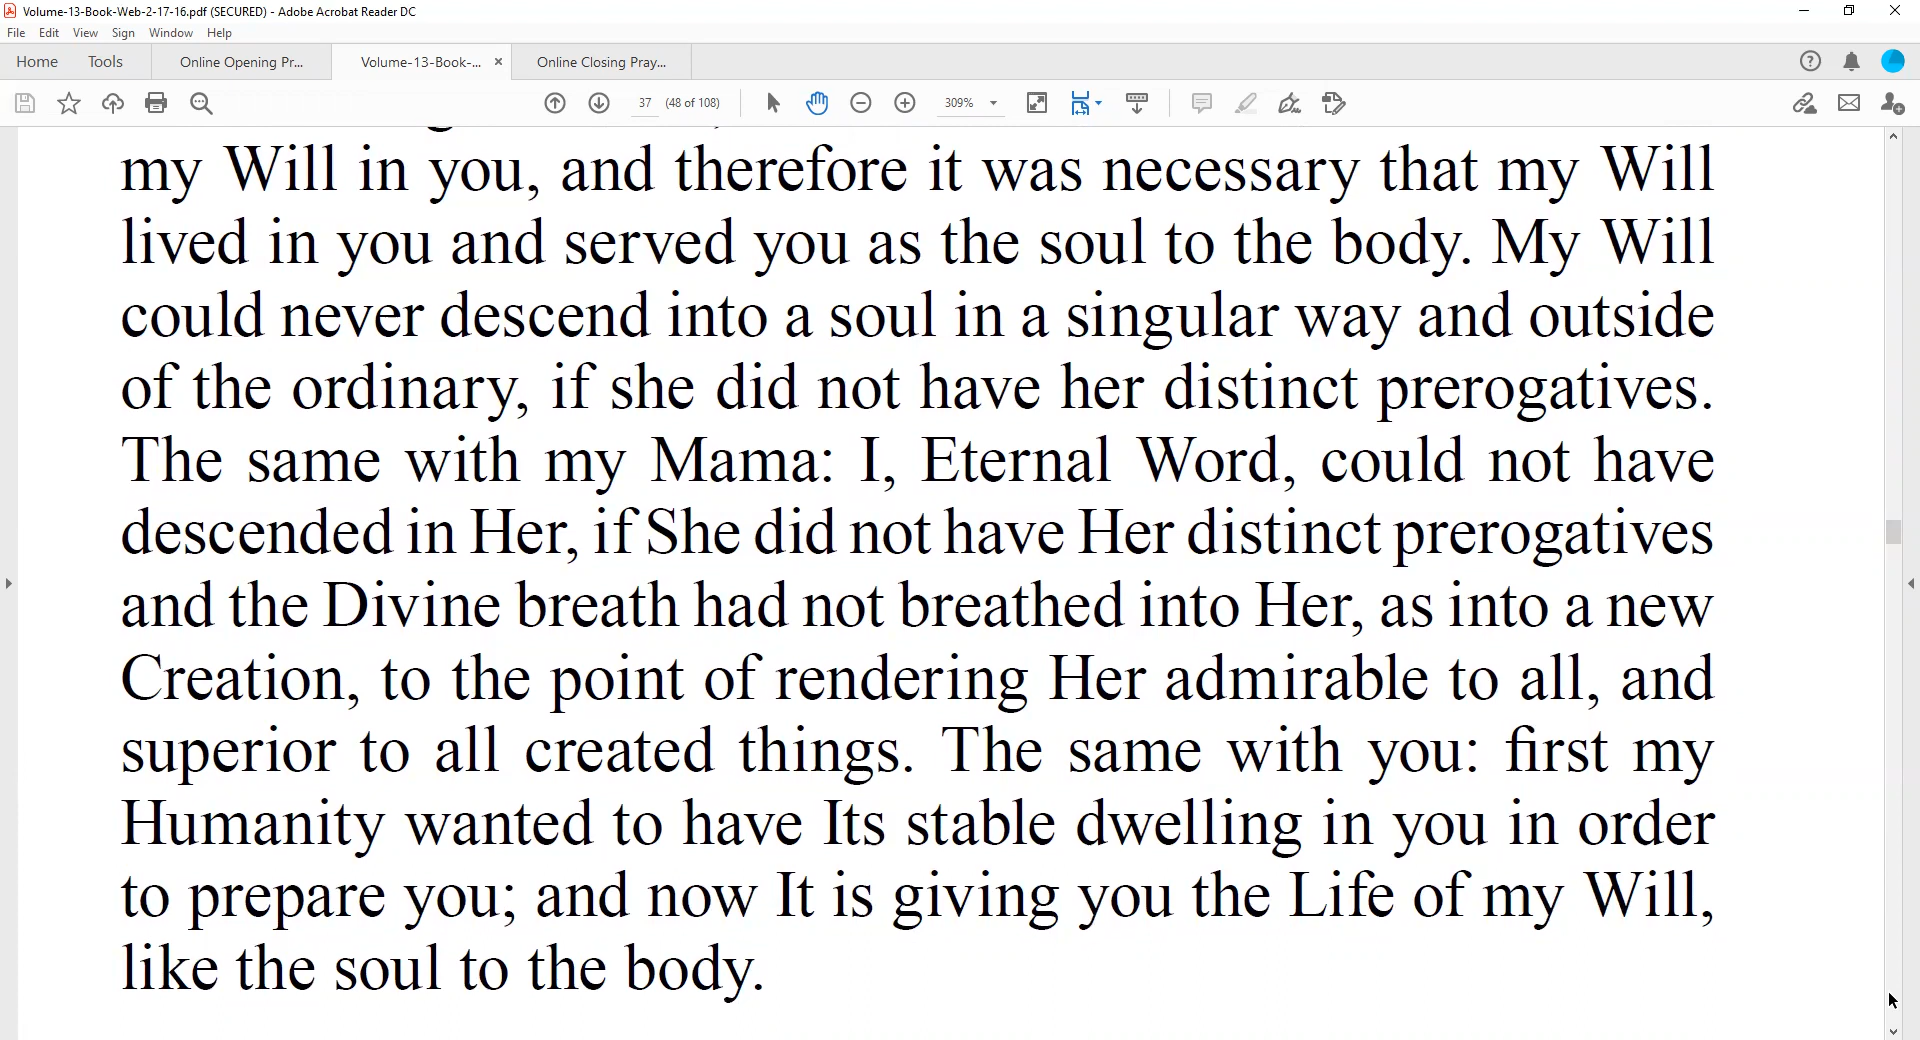 Volume-13-Book-Web-2-17-16.pdf (SECURED) - Adobe Acrobat Reader DC
File Edit View Sign Window Help
Home Tools Online Opening Pr... Volume-13-Book-... × Online Closing Pray...
37 (48 of 108) 309%
my Will in you, and therefore it was necessary that my Will
lived in you and served you as the soul to the body. My Will
could never descend into a soul in a singular way and outside
of the ordinary, if she did not have her distinct prerogatives.
The same with my Mama: I, Eternal Word, could not have
descended in Her, if She did not have Her distinct prerogatives
and the Divine breath had not breathed into Her, as into a new
Creation, to the point of rendering Her admirable to all, and
superior to all created things. The same with you: first my
Humanity wanted to have Its stable dwelling in you in order
to prepare you; and now It is giving you the Life of my Will,
like the soul to the body.